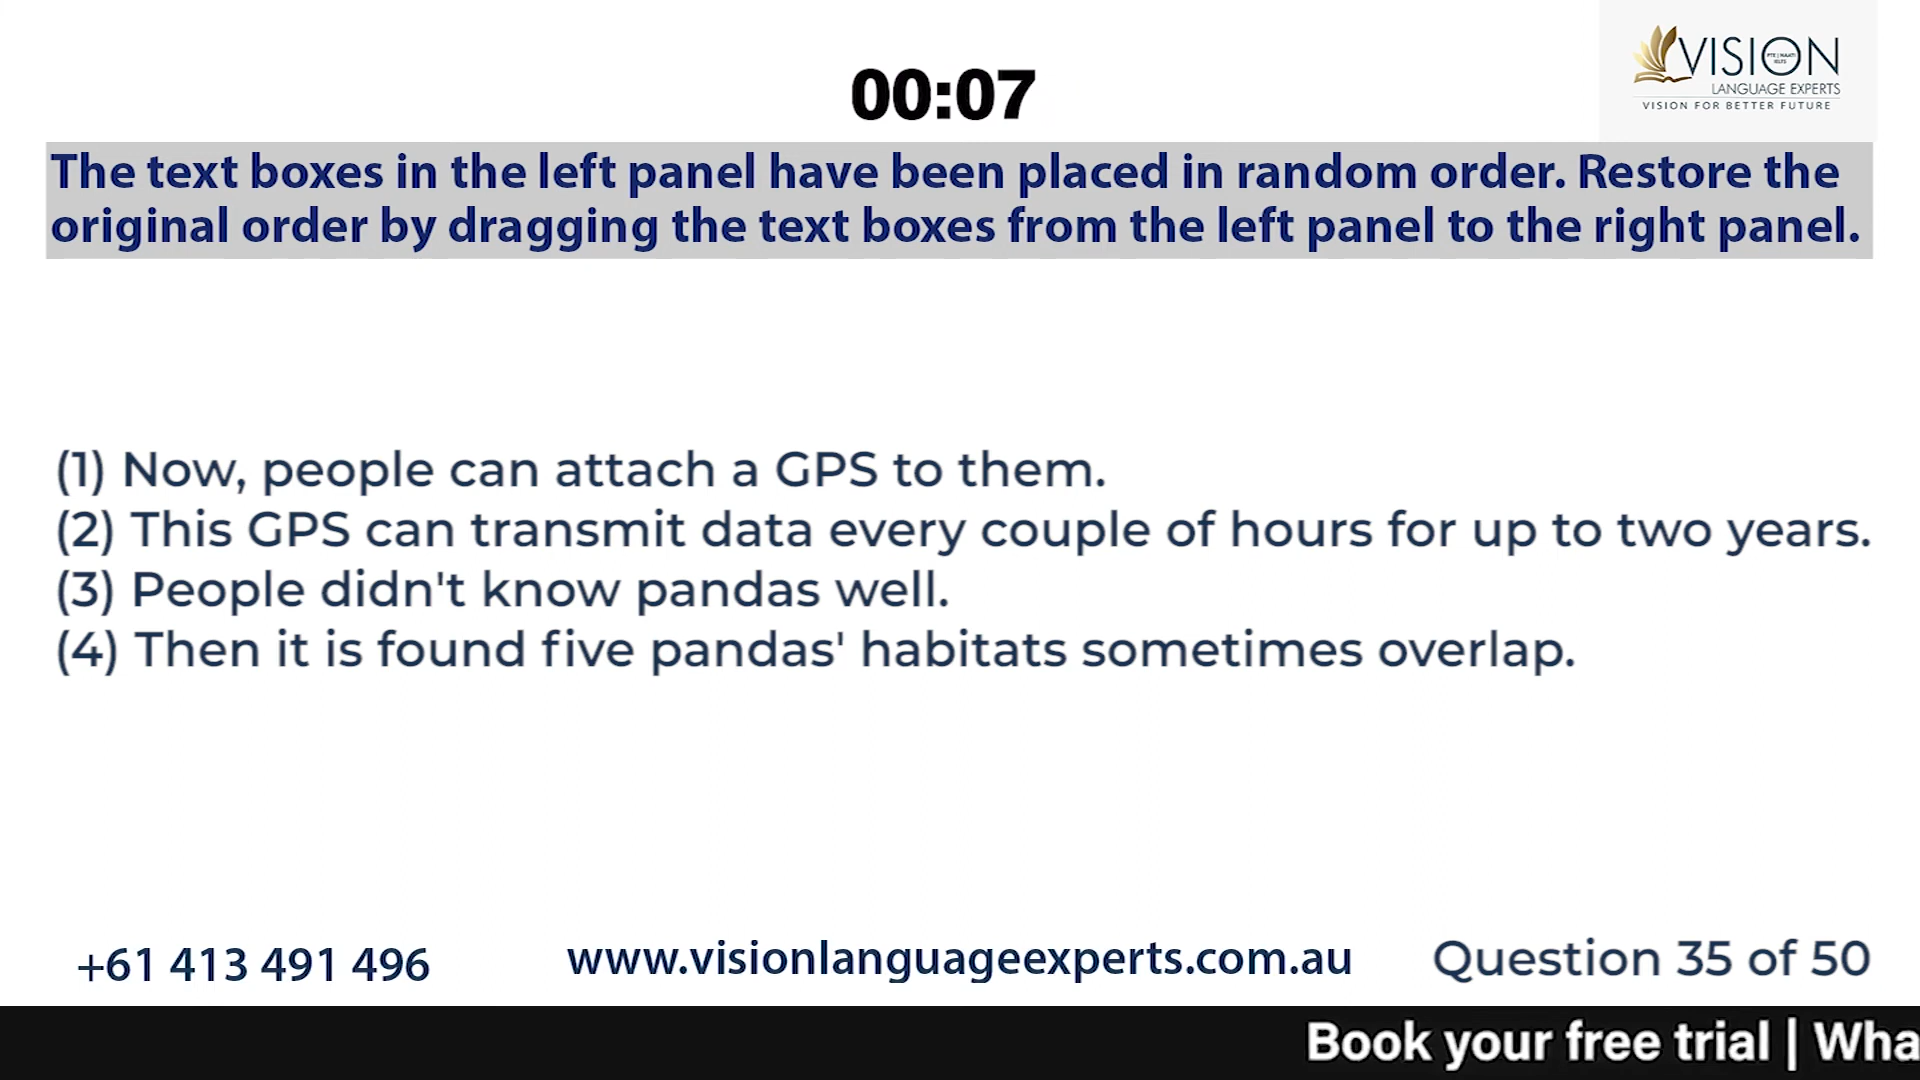 VISION
PTE | NAATI
IELTS
LANGUAGE EXPERTS
VISION FOR BETTER FUTURE
00:07
The text boxes in the left panel have been placed in random order. Restore the
original order by dragging the text boxes from the left panel to the right panel.
(1) Now, people can attach a GPS to them.
(2) This GPS can transmit data every couple of hours for up to two years.
(3) People didn't know pandas well.
(4) Then it is found five pandas' habitats sometimes overlap.
+61 413 491 496
www.visionlanguageexperts.com.au
Question 35 of 50
Book your free trial | Wha